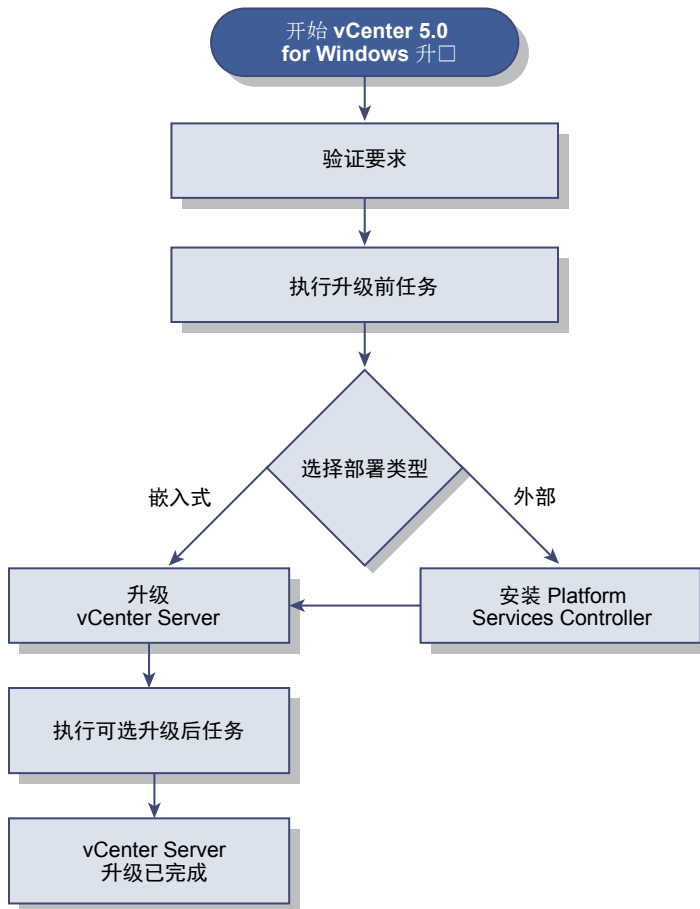 开始 vCenter 5.0
for Windows 升□
验证要求
执行升级前任务
选择部署类型
嵌入式
外部
升级
vCenter Server
安装 Platform
Services Controller
执行可选升级后任务
vCenter Server
升级已完成